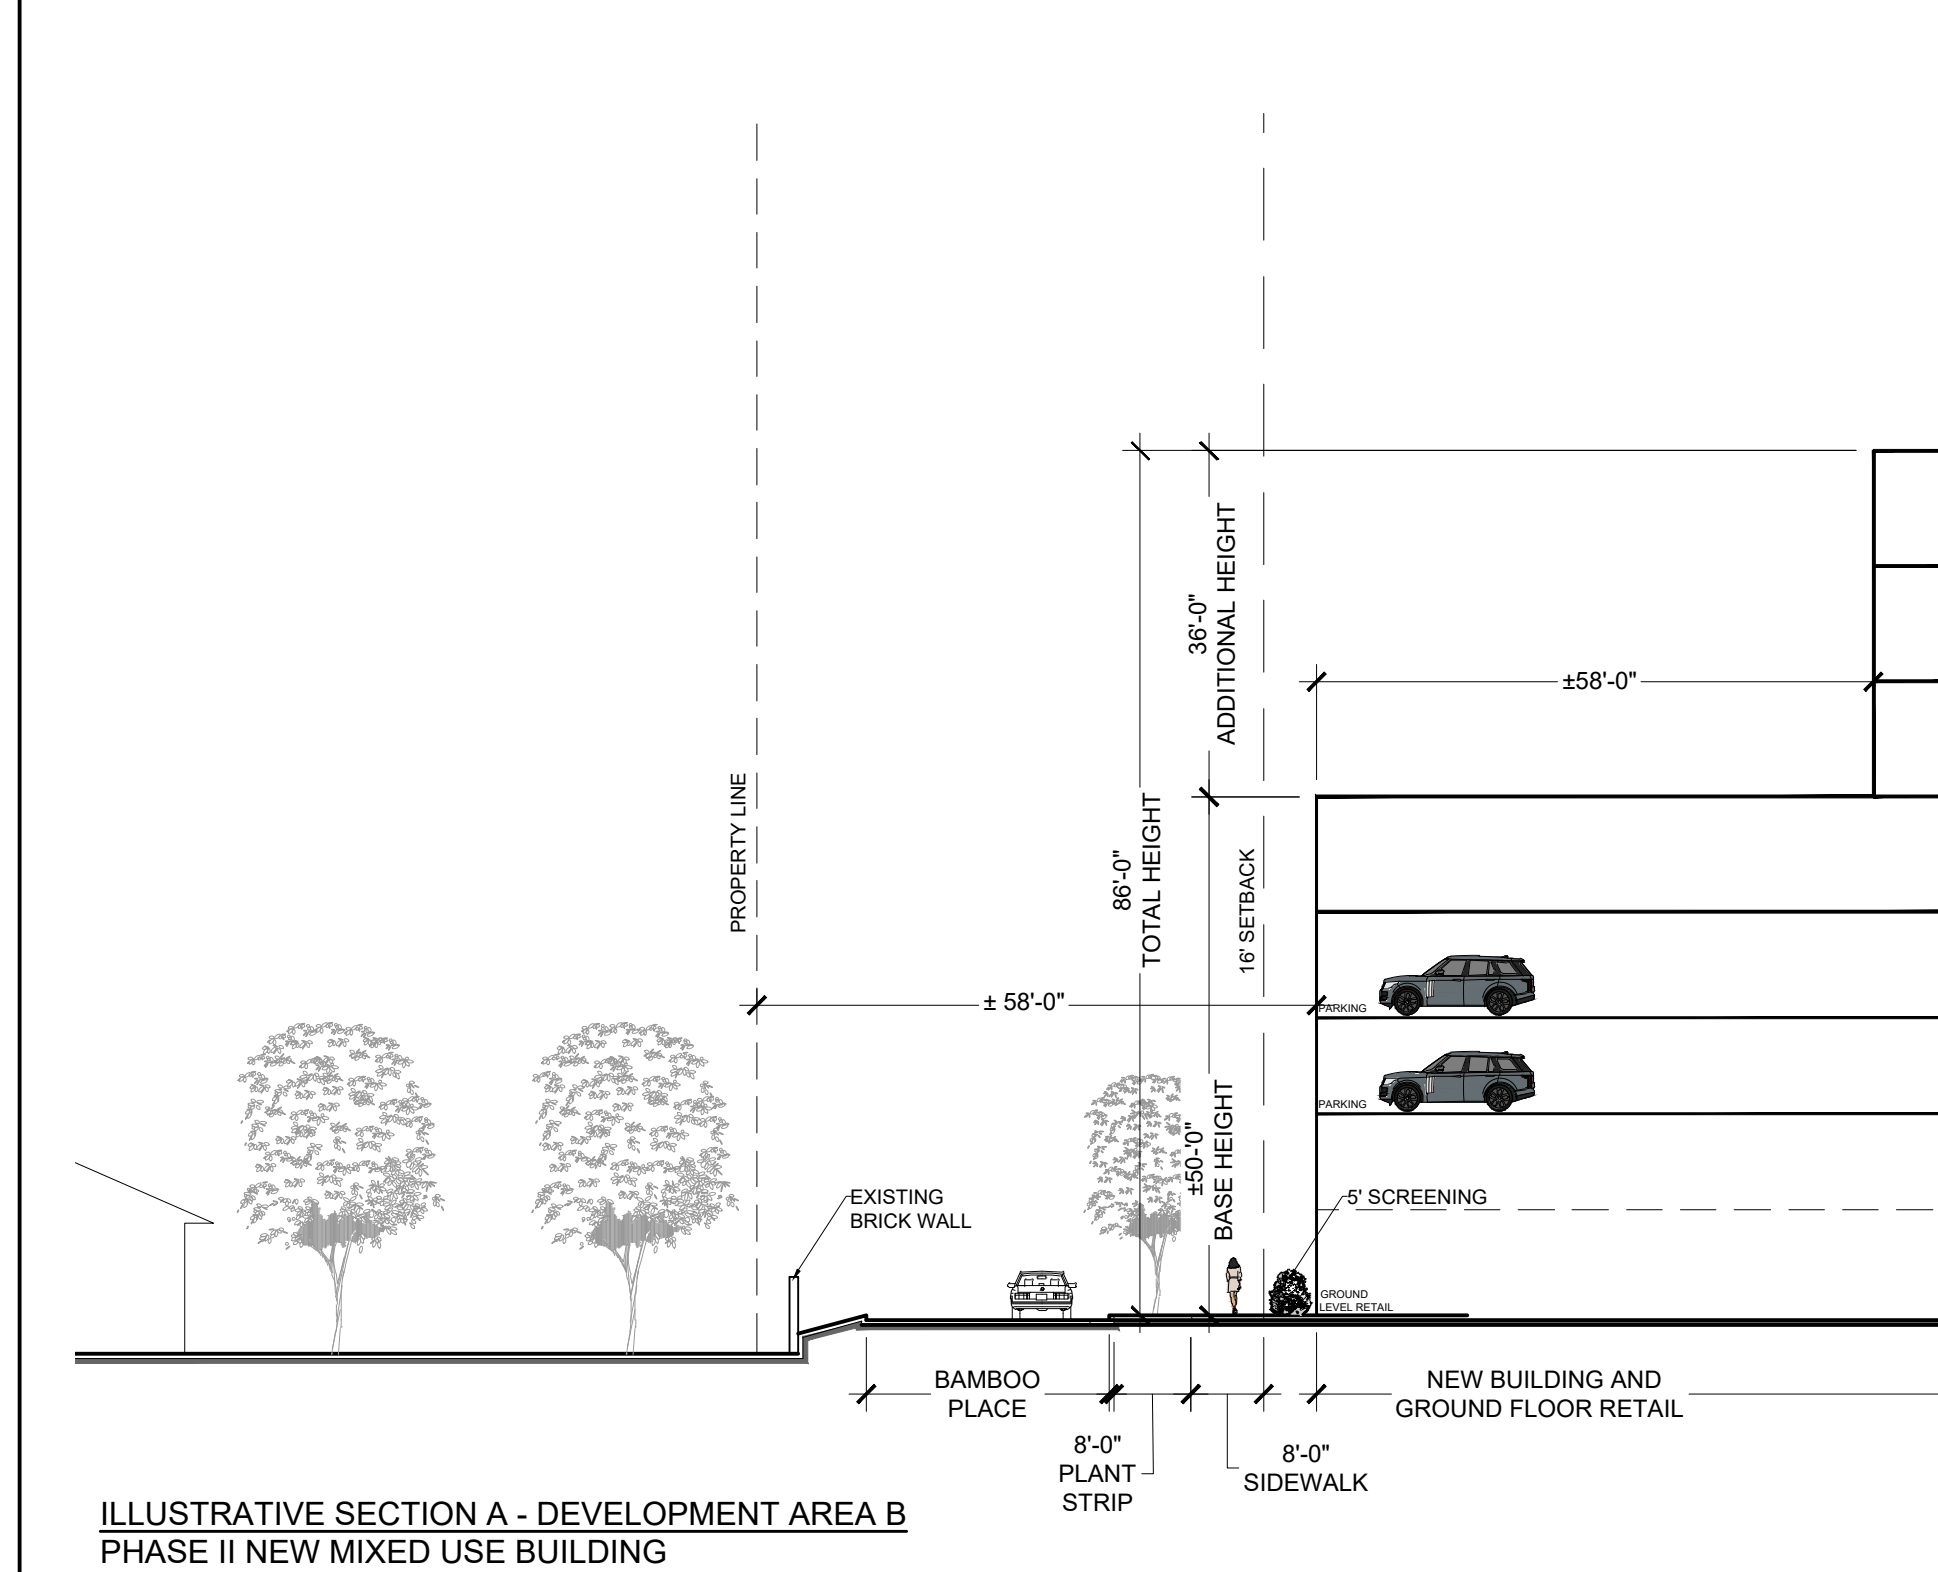 36'-0"
ADDITIONAL HEIGHT
±58'-0"
PROPERTY LINE
86'-0"
TOTAL HEIGHT
16' SETBACK
± 58'-0"
PARKING
PARKING
±50-'0"
BASE HEIGHT
EXISTING
BRICK WALL
5' SCREENING
GROUND
LEVEL RETAIL
BAMBOO
PLACE
NEW BUILDING AND
GROUND FLOOR RETAIL
8'-0"
PLANT
STRIP
8'-0"
SIDEWALK
ILLUSTRATIVE SECTION A - DEVELOPMENT AREA B
PHASE II NEW MIXED USE BUILDING